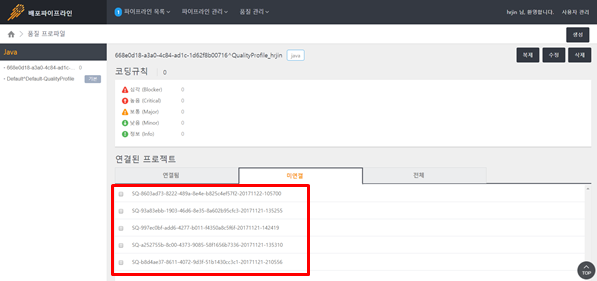 배포파이프라인
1 파이프라인 목록
파이프라인 관리
품질 관리
hrjin 님, 환영합니다.
사용자 관리
품질 프로파일
생성
Java
668e0d18-a3a0-4c84-ad1c-... 0
Default^Default-QualityProfile 기본
668e0d18-a3a0-4c84-ad1c-1d62f8b00716^QualityProfile_hrjin java
복제
수정
삭제
코딩규칙 0
심각 (Blocker) 0
높음 (Critical) 0
보통 (Major) 0
낮음 (Minor) 0
정보 (Info) 0
연결된 프로젝트
연결됨
미연결
전체
SQ-8603ad73-8222-489a-9a4e-b825c4ef57f2-20171122-105700
SQ-93a83ebb-1903-46d6-8e35-8a602b95cfc3-20171121-135255
SQ-997ec0bf-add6-4277-b011-f4350a8c5f6f-20171121-142419
SQ-a252755b-8c00-4373-9085-58f1656b7336-20171121-135310
SQ-b8d4ae37-8611-4072-9d3f-51b1430cc3c1-20171121-210556
TOP